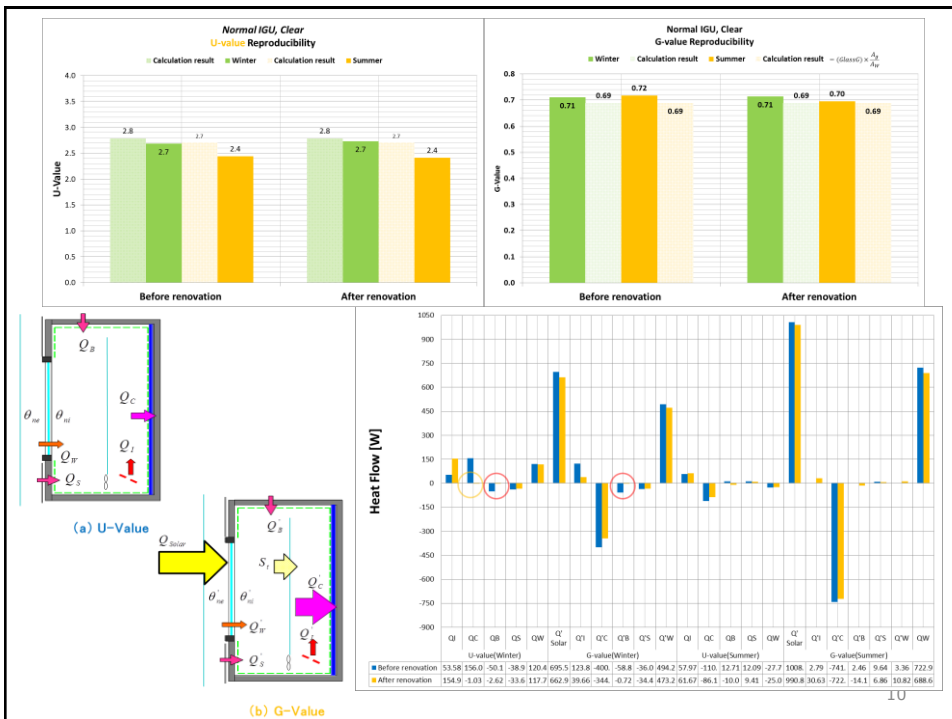 Normal IGU, Clear
U-value Reproducibility
Calculation result Winter Calculation result Summer
4.0
3.5
3.0
2.5
2.0
1.5
1.0
0.5
0.0
U-Value
2.8 2.7 2.7 2.4
2.8 2.7 2.7 2.4
Before renovation After renovation
Normal IGU, Clear
G-value Reproducibility
Winter Calculation result Summer Calculation result = (GlassG) × A_g/A_W
0.8
0.7
0.6
0.5
0.4
0.3
0.2
0.1
0.0
G-Value
0.71 0.69 0.72 0.69
0.71 0.69 0.70 0.69
Before renovation After renovation
Q_B
θ_ne θ_ni
Q_C
Q_W
Q_I
Q_S
(a) U-Value
Q_Solar
Q'_B
S_I
Q'_C
θ'_ne θ'_ni
Q'_W
Q'_S
(b) G-Value
Heat Flow [W]
1050
900
750
600
450
300
150
0
-150
-300
-450
-600
-750
-900
QI QC QB QS QW Q' Solar Q'I Q'C Q'B Q'S Q'W QI QC QB QS QW Q' Solar Q'I Q'C Q'B Q'S Q'W QW
U-value(Winter) G-value(Winter) U-value(Summer) G-value(Summer)
Before renovation 53.58 156.0 -50.1 -38.9 120.4 695.5 123.8 -400. -58.8 -36.0 494.2 57.97 -110. 12.71 12.09 -27.7 1008. 2.79 -741. 2.46 9.64 3.36 722.9
After renovation 154.9 -1.03 -2.62 -33.6 117.7 662.9 39.66 -344. -0.72 -34.4 473.2 61.67 -86.1 -10.0 9.41 -25.0 990.8 30.63 -722. -14.1 6.86 10.82 688.6
10